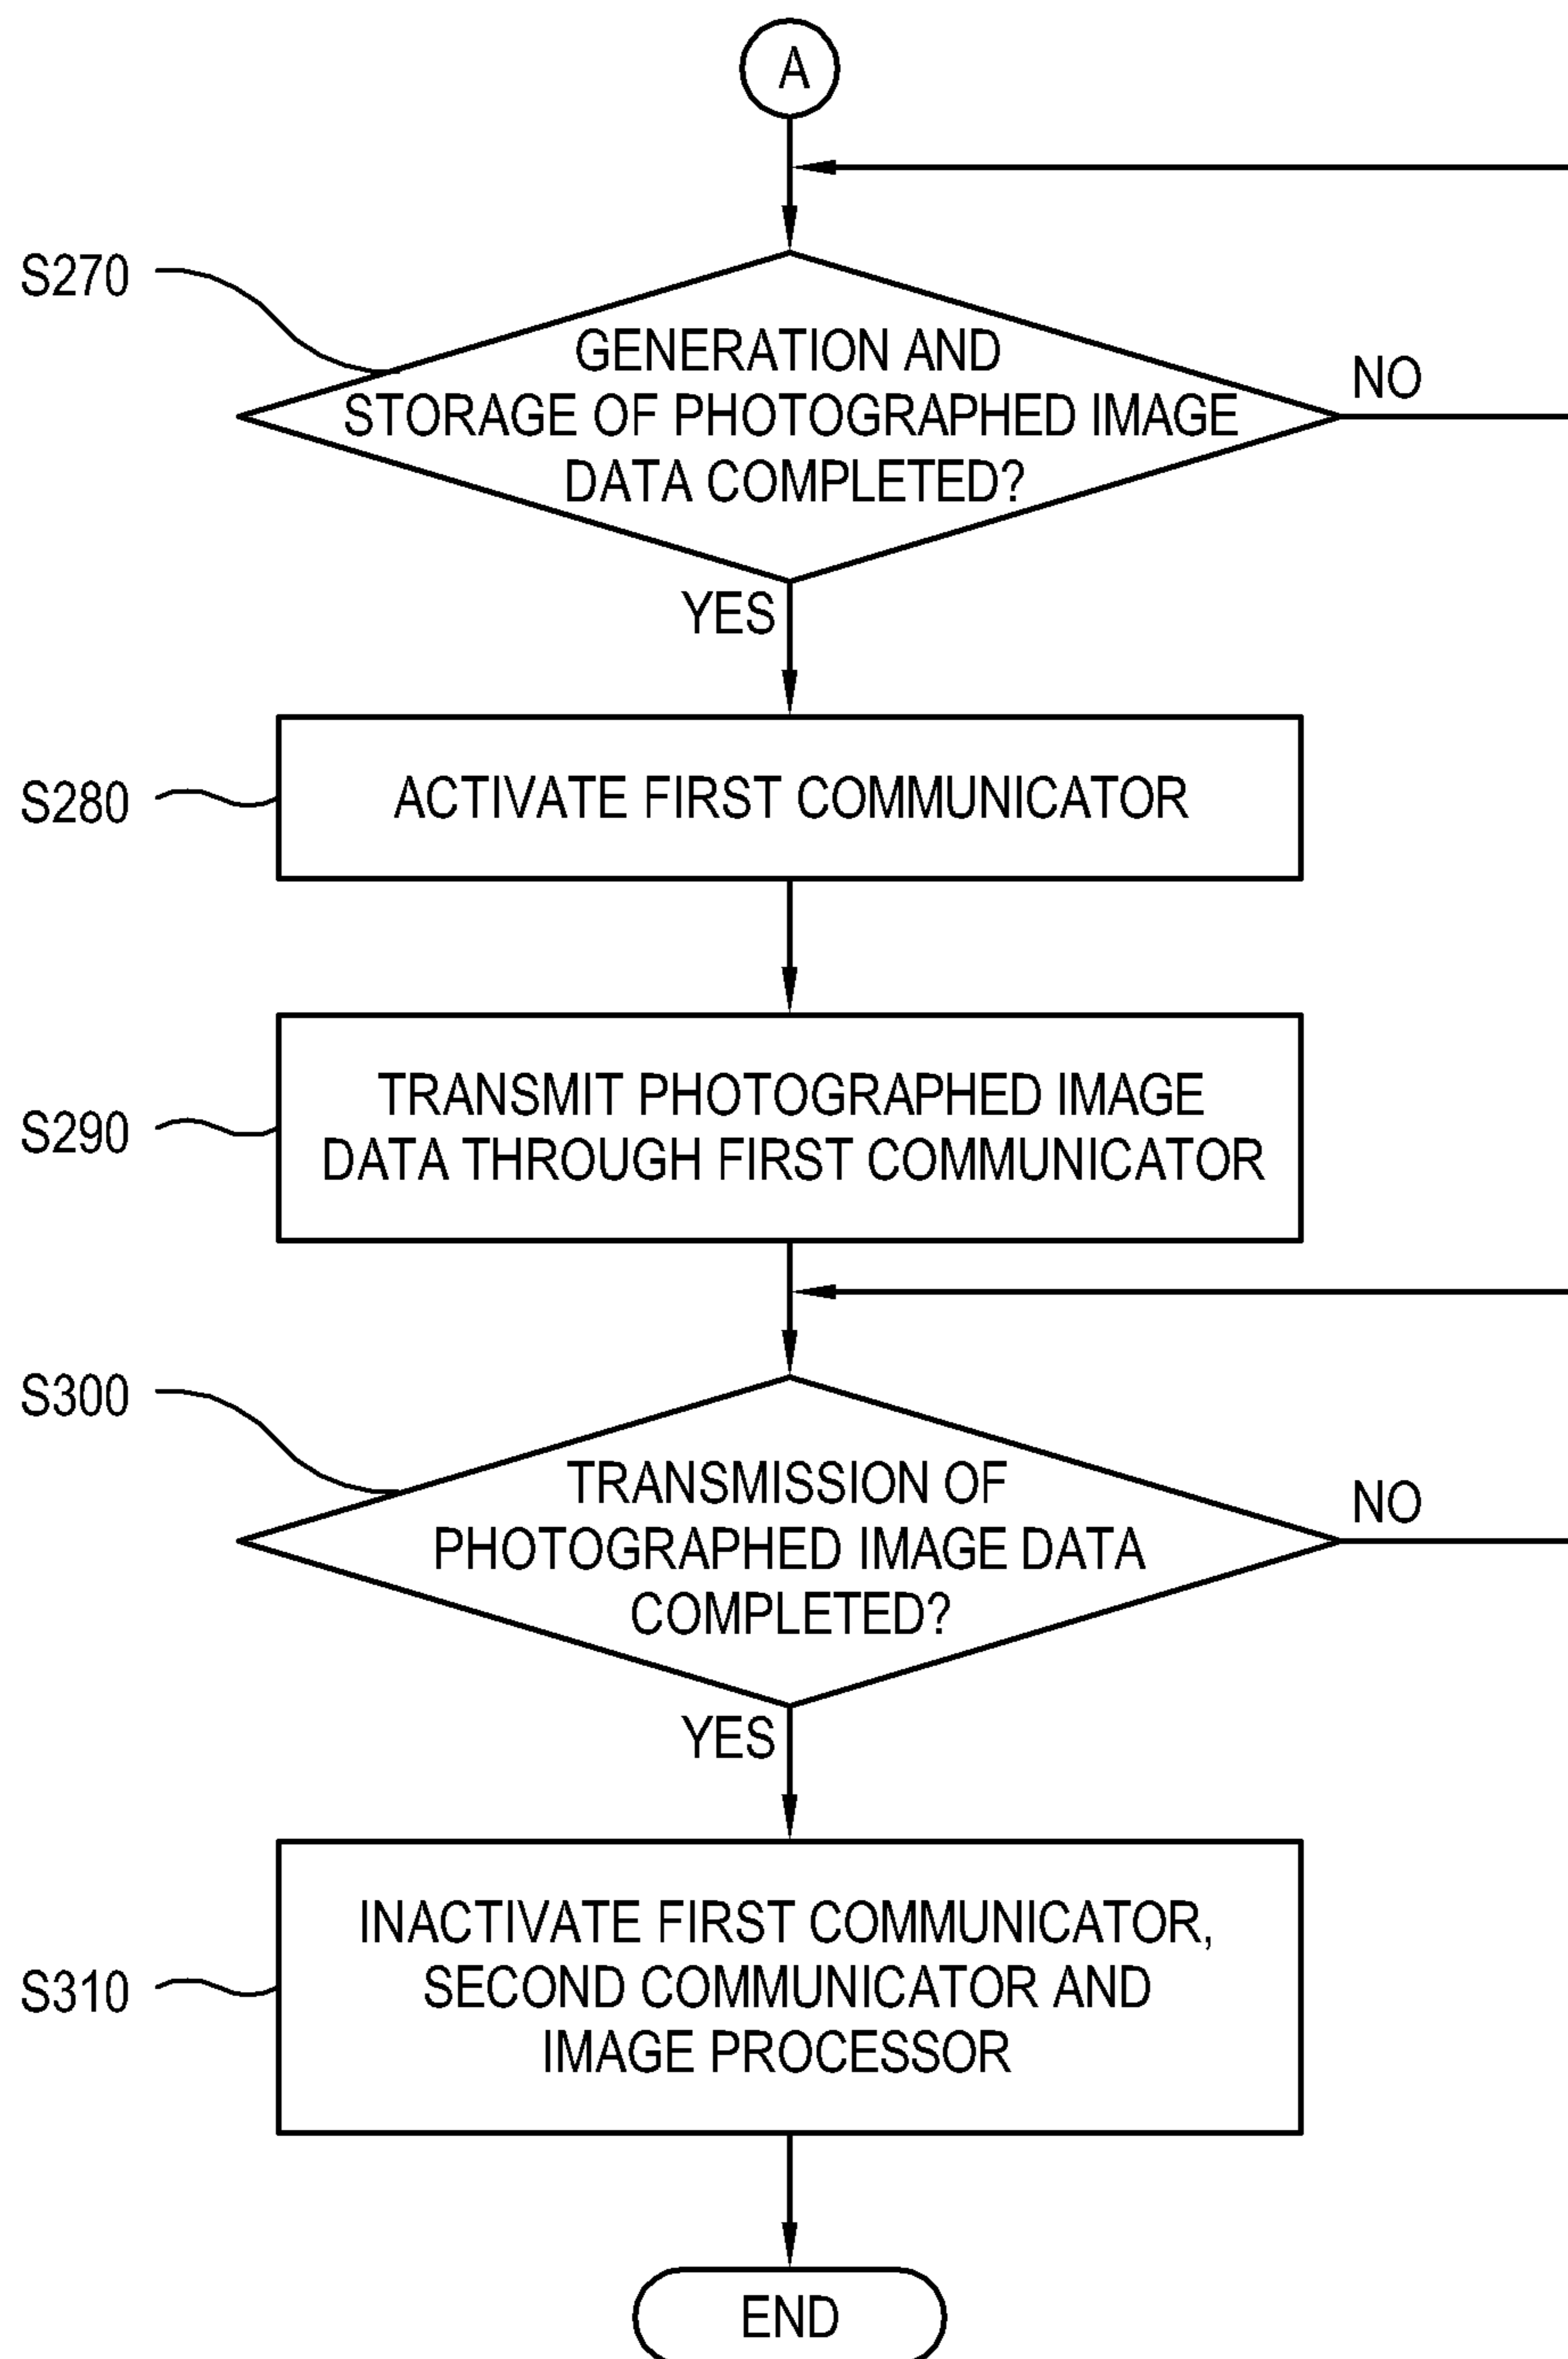 A
S270
GENERATION AND
STORAGE OF PHOTOGRAPHED IMAGE
DATA COMPLETED?
NO
YES
S280
ACTIVATE FIRST COMMUNICATOR
S290
TRANSMIT PHOTOGRAPHED IMAGE
DATA THROUGH FIRST COMMUNICATOR
S300
TRANSMISSION OF
PHOTOGRAPHED IMAGE DATA
COMPLETED?
NO
YES
S310
INACTIVATE FIRST COMMUNICATOR,
SECOND COMMUNICATOR AND
IMAGE PROCESSOR
END